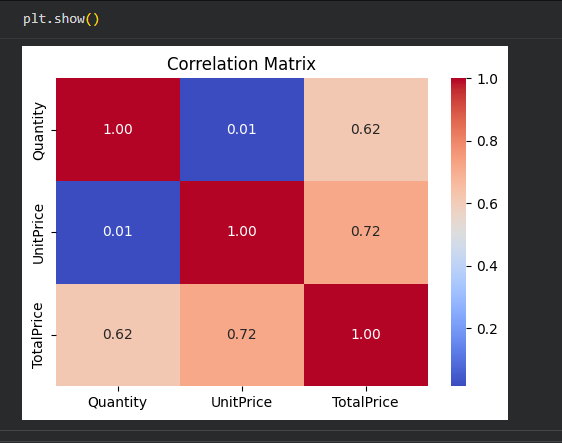 plt.show()
Correlation Matrix
Quantity 1.00 0.01 0.62
UnitPrice 0.01 1.00 0.72
TotalPrice 0.62 0.72 1.00
Quantity UnitPrice TotalPrice
1.0
0.8
0.6
0.4
0.2